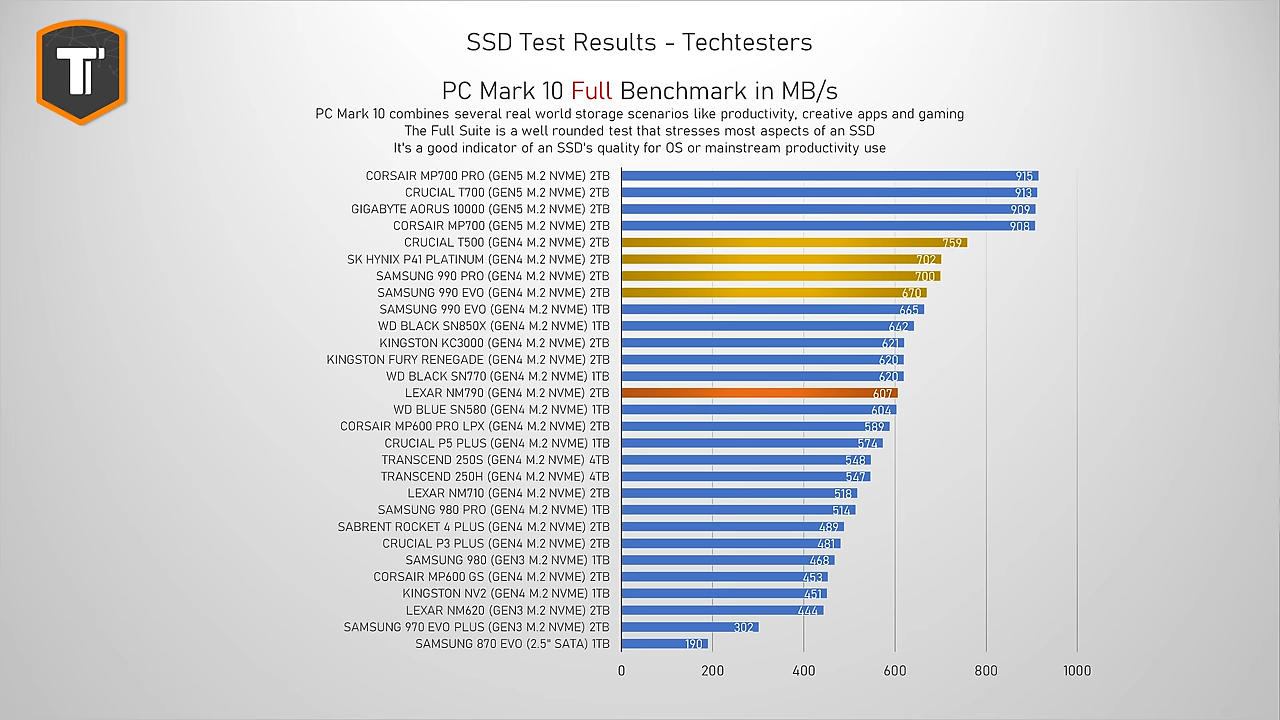 T
SSD Test Results - Techtesters
PC Mark 10 Full Benchmark in MB/s
PC Mark 10 combines several real world storage scenarios like productivity, creative apps and gaming
The Full Suite is a well rounded test that stresses most aspects of an SSD
It's a good indicator of an SSD's quality for OS or mainstream productivity use
CORSAIR MP700 PRO (GEN5 M.2 NVME) 2TB 915
CRUCIAL T700 (GEN5 M.2 NVME) 2TB 913
GIGABYTE AORUS 10000 (GEN5 M.2 NVME) 2TB 909
CORSAIR MP700 (GEN5 M.2 NVME) 2TB 908
CRUCIAL T500 (GEN4 M.2 NVME) 2TB 759
SK HYNIX P41 PLATINUM (GEN4 M.2 NVME) 2TB 702
SAMSUNG 990 PRO (GEN4 M.2 NVME) 2TB 700
SAMSUNG 990 EVO (GEN4 M.2 NVME) 2TB 670
SAMSUNG 990 EVO (GEN4 M.2 NVME) 1TB 665
WD BLACK SN850X (GEN4 M.2 NVME) 1TB 642
KINGSTON KC3000 (GEN4 M.2 NVME) 2TB 621
KINGSTON FURY RENEGADE (GEN4 M.2 NVME) 2TB 620
WD BLACK SN770 (GEN4 M.2 NVME) 1TB 620
LEXAR NM790 (GEN4 M.2 NVME) 2TB 607
WD BLUE SN580 (GEN4 M.2 NVME) 1TB 604
CORSAIR MP600 PRO LPX (GEN4 M.2 NVME) 2TB 589
CRUCIAL P5 PLUS (GEN4 M.2 NVME) 1TB 574
TRANSCEND 250S (GEN4 M.2 NVME) 4TB 548
TRANSCEND 250H (GEN4 M.2 NVME) 4TB 547
LEXAR NM710 (GEN4 M.2 NVME) 2TB 518
SAMSUNG 980 PRO (GEN4 M.2 NVME) 1TB 514
SABRENT ROCKET 4 PLUS (GEN4 M.2 NVME) 2TB 489
CRUCIAL P3 PLUS (GEN4 M.2 NVME) 2TB 481
SAMSUNG 980 (GEN3 M.2 NVME) 1TB 468
CORSAIR MP600 GS (GEN4 M.2 NVME) 2TB 453
KINGSTON NV2 (GEN4 M.2 NVME) 1TB 451
LEXAR NM620 (GEN3 M.2 NVME) 2TB 444
SAMSUNG 970 EVO PLUS (GEN3 M.2 NVME) 2TB 302
SAMSUNG 870 EVO (2.5" SATA) 1TB 190
0 200 400 600 800 1000